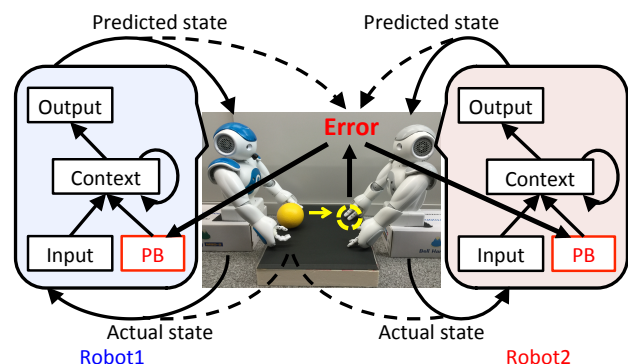 Predicted state
Predicted state
Output
Context
Input
PB
Error
Output
Context
Input
PB
Actual state
Actual state
Robot1
Robot2